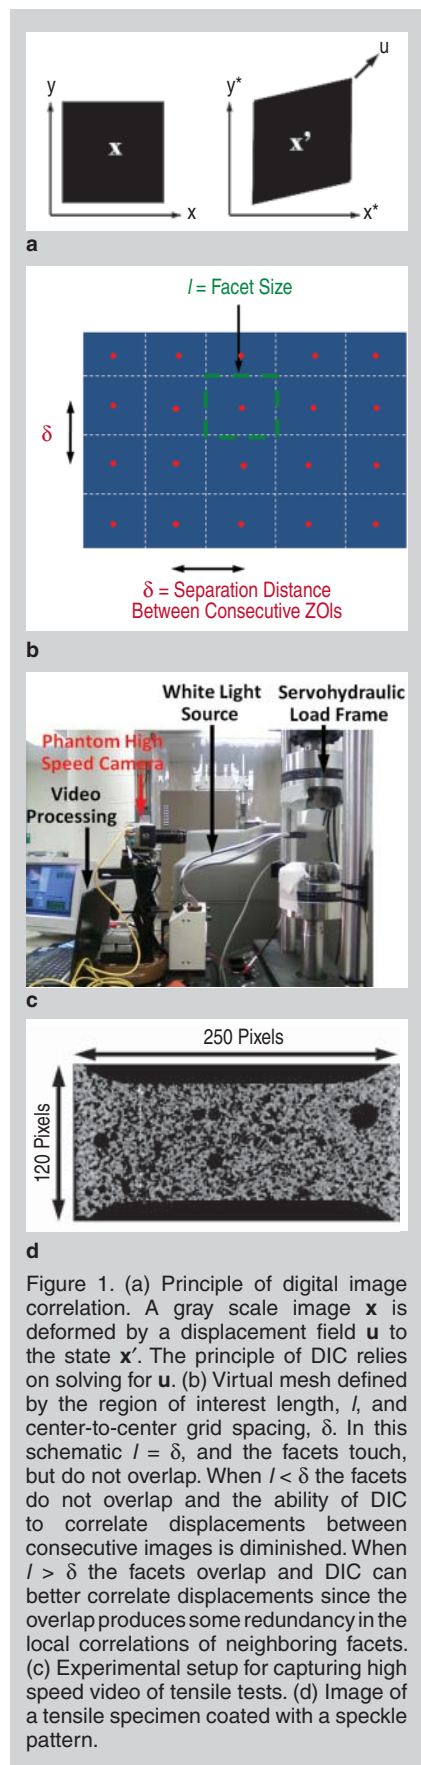 u
y
y*
x
x’
x
x*
a
l = Facet Size
δ
δ = Separation Distance
Between Consecutive ZOIs
b
White Light
Source
Servohydraulic
Load Frame
Phantom High
Speed Camera
Video
Processing
c
250 Pixels
120 Pixels
d
Figure 1. (a) Principle of digital image
correlation. A gray scale image x is
deformed by a displacement field u to
the state x′. The principle of DIC relies
on solving for u. (b) Virtual mesh defined
by the region of interest length, l, and
center-to-center grid spacing, δ. In this
schematic l = δ, and the facets touch,
but do not overlap. When l < δ the facets
do not overlap and the ability of DIC
to correlate displacements between
consecutive images is diminished. When
l > δ the facets overlap and DIC can
better correlate displacements since the
overlap produces some redundancy in the
local correlations of neighboring facets.
(c) Experimental setup for capturing high
speed video of tensile tests. (d) Image of
a tensile specimen coated with a speckle
pattern.